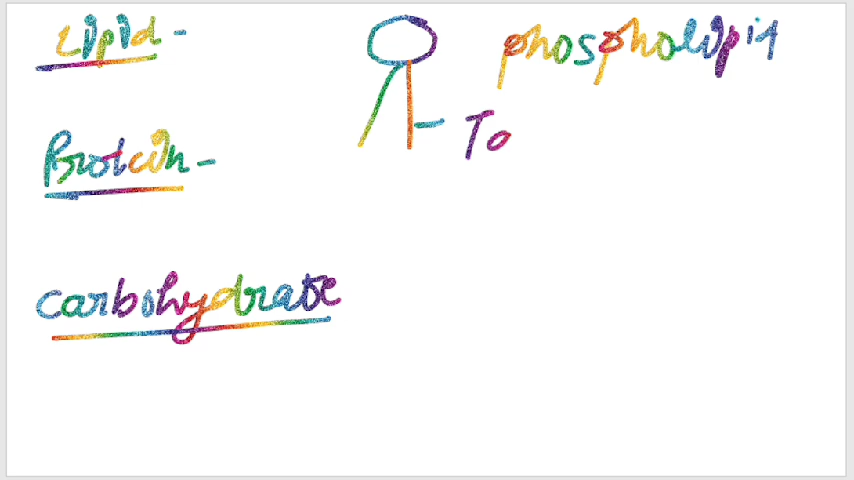 Lipid - phospholipid
To
Protein -
carbohydrate